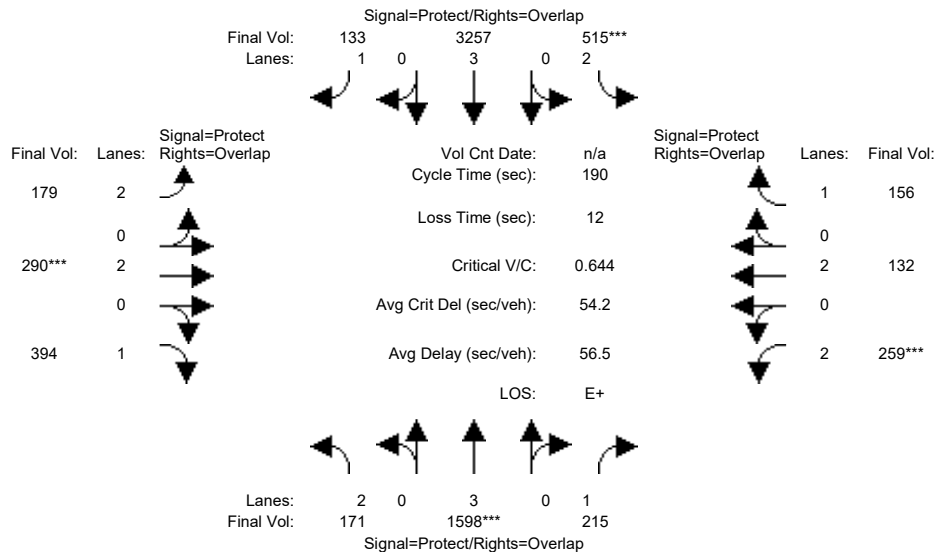 Signal=Protect/Rights=Overlap
Final Vol: 133 3257 515***
Lanes: 1 0 3 0 2
Signal=Protect Signal=Protect
Final Vol: Lanes: Rights=Overlap Vol Cnt Date: n/a Rights=Overlap Lanes: Final Vol:
Cycle Time (sec): 190
179 2 1 156
Loss Time (sec): 12
0 0
290*** 2 Critical V/C: 0.644 2 132
0 Avg Crit Del (sec/veh): 54.2 0
394 1 Avg Delay (sec/veh): 56.5 2 259***
LOS: E+
Lanes: 2 0 3 0 1
Final Vol: 171 1598*** 215
Signal=Protect/Rights=Overlap